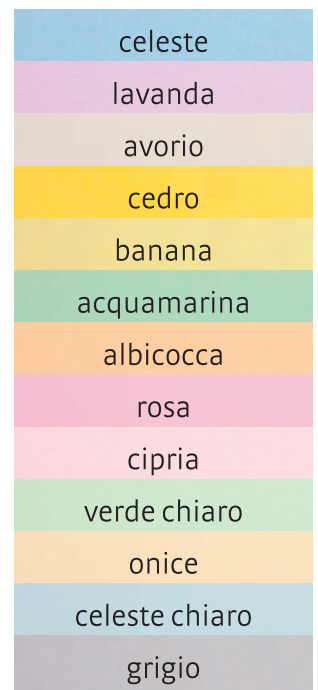 celeste
lavanda
avorio
cedro
banana
acquamarina
albicocca
rosa
cipria
verde chiaro
onice
celeste chiaro
grigio